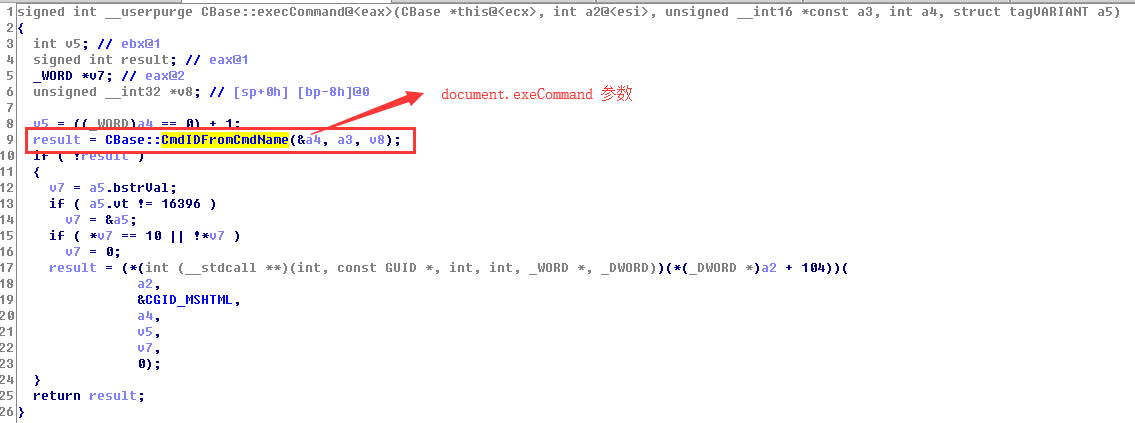 1 signed int __userpurge CBase::execCommand@<eax>(CBase *this@<ecx>, int a2@<esi>, unsigned __int16 *const a3, int a4, struct tagVARIANT a5)
2 {
3   int v5; // ebx@1
4   signed int result; // eax@1
5   _WORD *v7; // eax@2
6   unsigned __int32 *v8; // [sp+0h] [bp-8h]@0
document.exeCommand 参数
7
8   v5 = ((_WORD)a4 == 0) + 1;
9   result = CBase::CmdIDFromCmdName(&a4, a3, v8);
10   if ( !result )
11   {
12     v7 = a5.bstrVal;
13     if ( a5.vt != 16396 )
14       v7 = &a5;
15     if ( *v7 == 10 || !*v7 )
16       v7 = 0;
17     result = (*(int (__stdcall **)(int, const GUID *, int, int, _WORD *, _DWORD))(*(_DWORD *)a2 + 104))(
18                a2,
19                &CGID_MSHTML,
20                a4,
21                v5,
22                v7,
23                0);
24   }
25   return result;
26 }